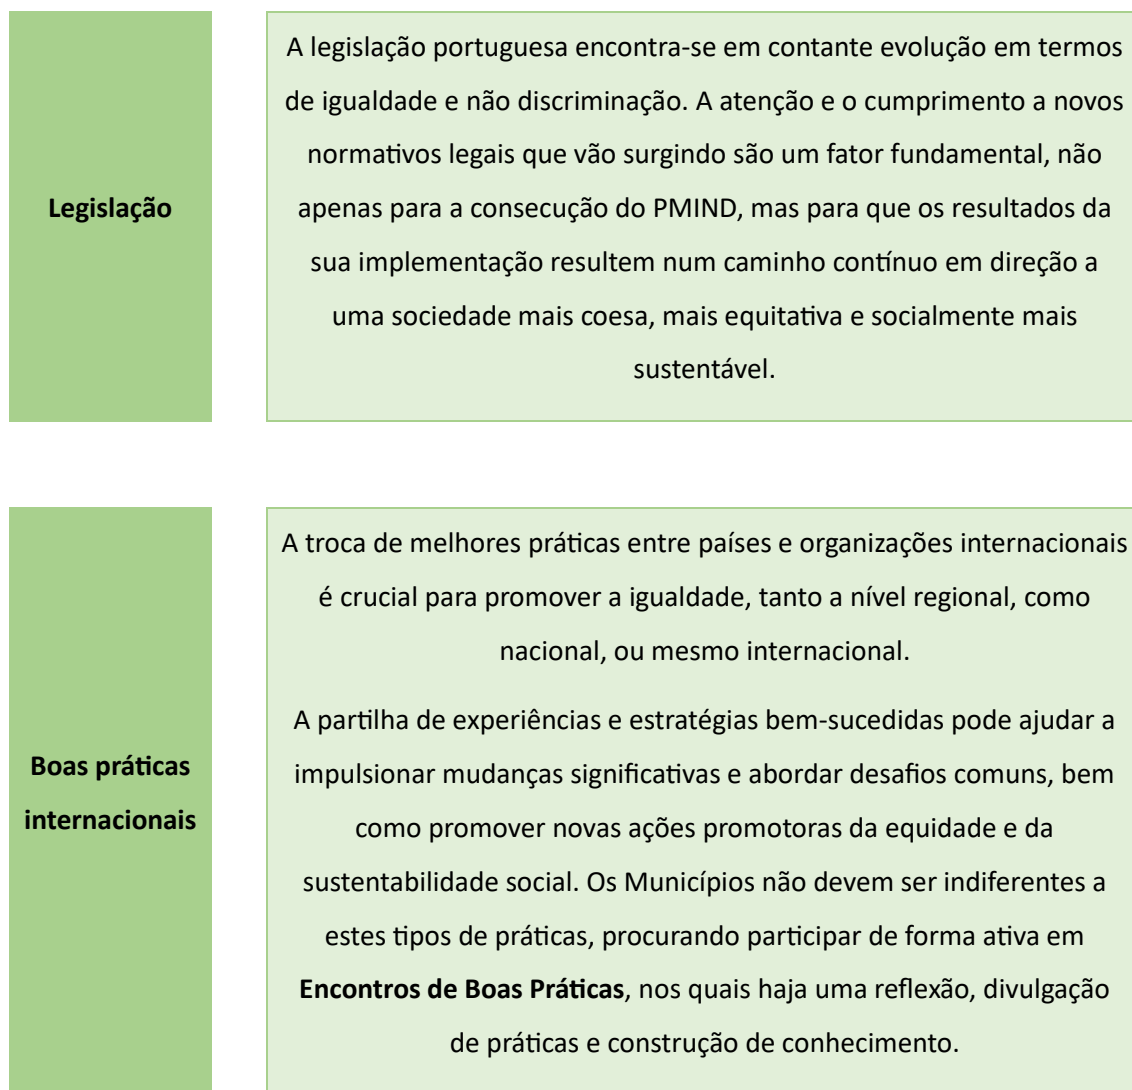 Legislação
A legislação portuguesa encontra-se em contante evolução em termos
de igualdade e não discriminação. A atenção e o cumprimento a novos
normativos legais que vão surgindo são um fator fundamental, não
apenas para a consecução do PMIND, mas para que os resultados da
sua implementação resultem num caminho contínuo em direção a
uma sociedade mais coesa, mais equitativa e socialmente mais
sustentável.
Boas práticas
internacionais
A troca de melhores práticas entre países e organizações internacionais
é crucial para promover a igualdade, tanto a nível regional, como
nacional, ou mesmo internacional.
A partilha de experiências e estratégias bem-sucedidas pode ajudar a
impulsionar mudanças significativas e abordar desafios comuns, bem
como promover novas ações promotoras da equidade e da
sustentabilidade social. Os Municípios não devem ser indiferentes a
estes tipos de práticas, procurando participar de forma ativa em
Encontros de Boas Práticas, nos quais haja uma reflexão, divulgação
de práticas e construção de conhecimento.